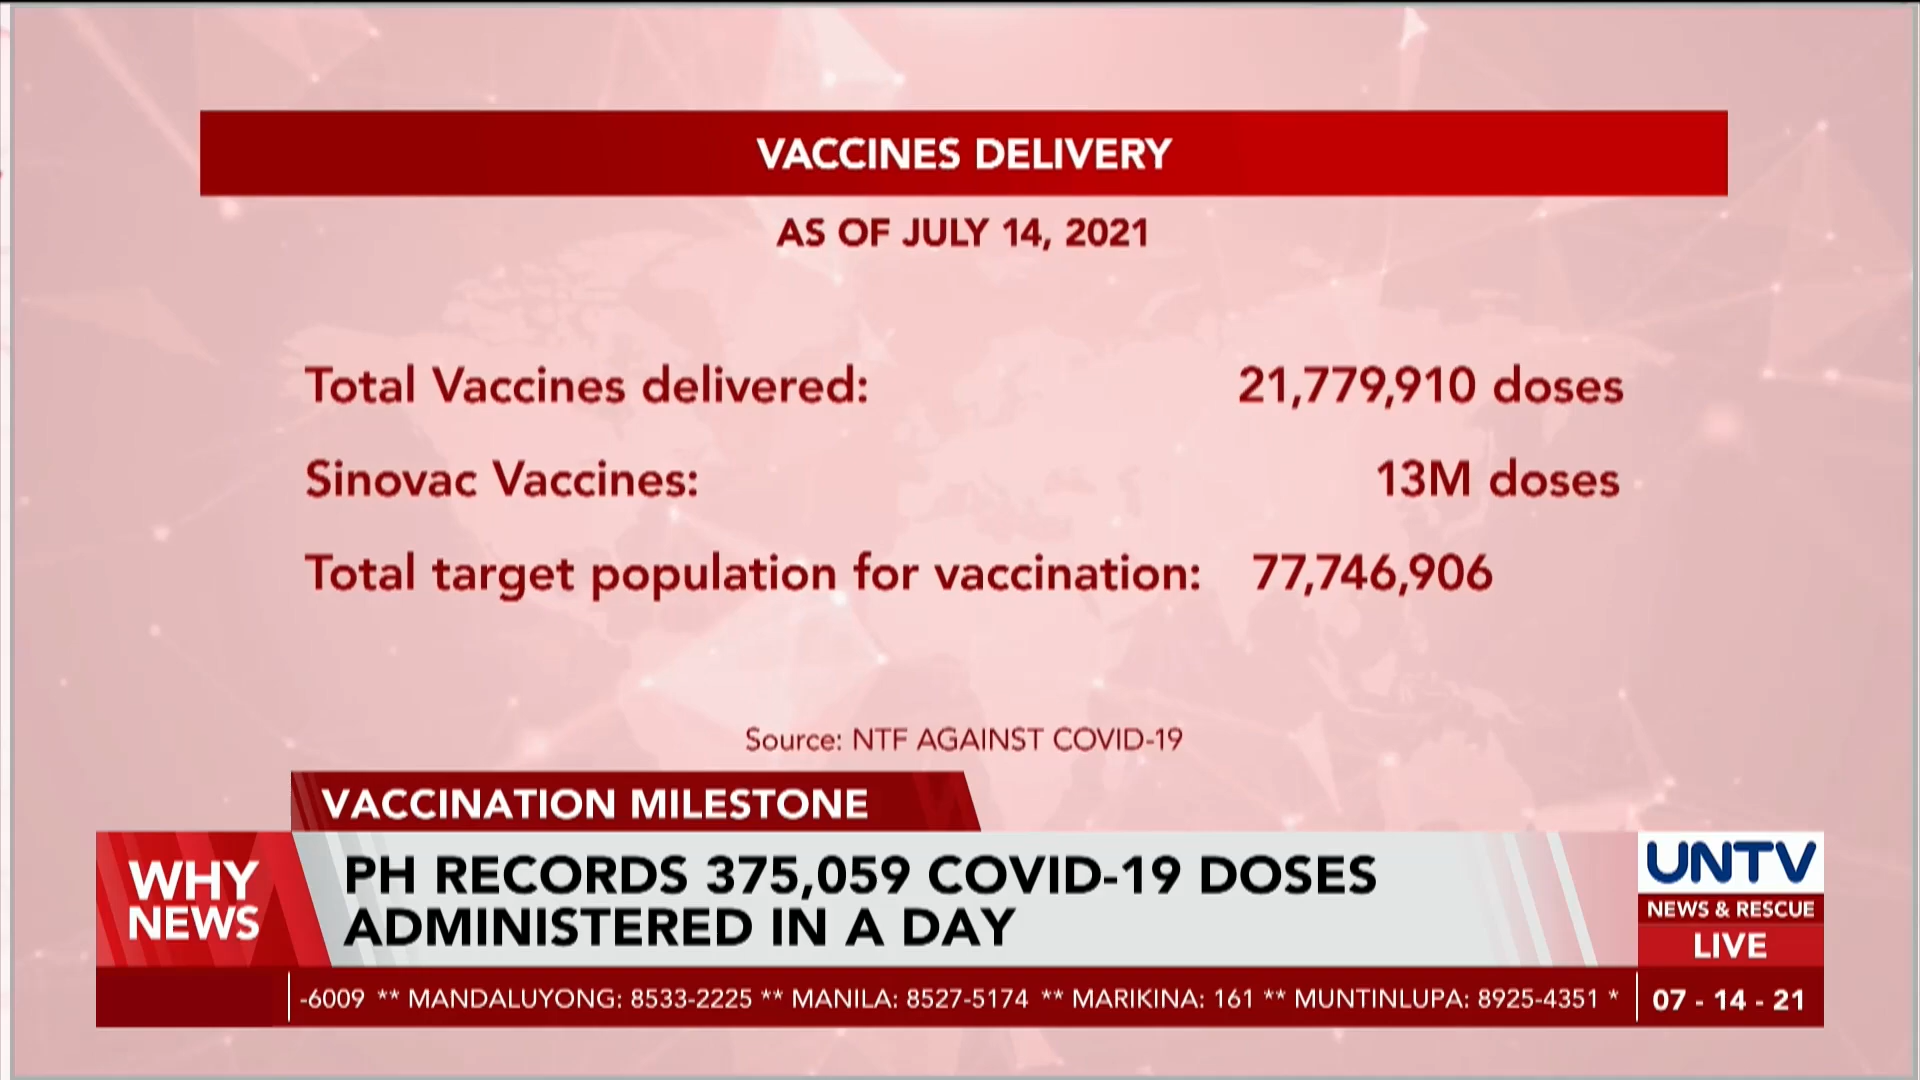 VACCINES DELIVERY
AS OF JULY 14, 2021
Total Vaccines delivered: 21,779,910 doses
Sinovac Vaccines: 13M doses
Total target population for vaccination: 77,746,906
Source: NTF AGAINST COVID-19
VACCINATION MILESTONE
WHY NEWS
PH RECORDS 375,059 COVID-19 DOSES
ADMINISTERED IN A DAY
UNTV
NEWS & RESCUE
LIVE
-6009 ** MANDALUYONG: 8533-2225 ** MANILA: 8527-5174 ** MARIKINA: 161 ** MUNTINLUPA: 8925-4351 *
07 - 14 - 21